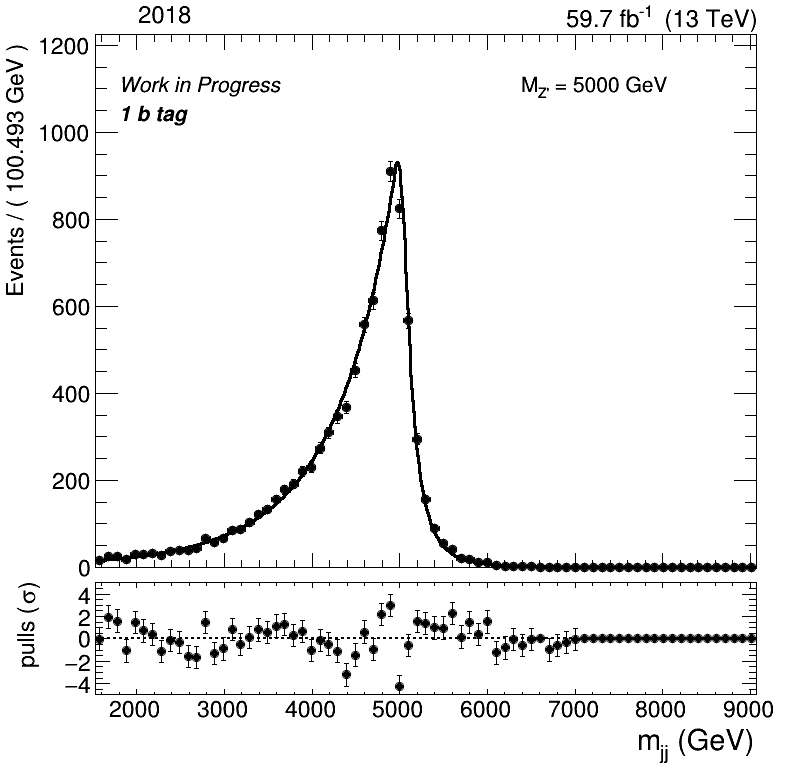 2018
59.7 fb⁻¹ (13 TeV)
Events / ( 100.493 GeV )
1200
1000
800
600
400
200
0
Work in Progress
1 b tag
M_Z' = 5000 GeV
pulls (σ)
4
2
0
−2
−4
2000 3000 4000 5000 6000 7000 8000 9000
m_jj (GeV)